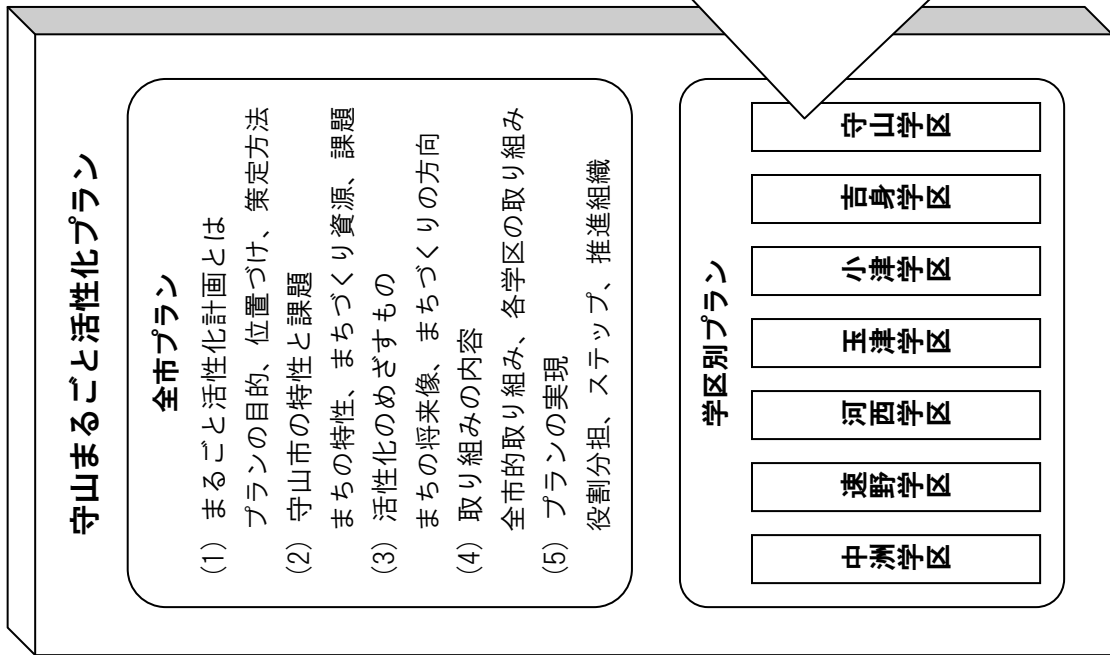 守山まるごと活性化プラン
全市プラン
(1) まるごと活性化計画とは
プランの目的、位置づけ、策定方法
(2) 守山市の特性と課題
まちの特性、まちづくり資源、課題
(3) 活性化のめざすもの
まちの将来像、まちづくりの方向
(4) 取り組みの内容
全市的取り組み、各学区の取り組み
(5) プランの実現
役割分担、ステップ、推進組織
学区別プラン
守山学区
吉身学区
小津学区
玉津学区
河西学区
速野学区
中洲学区